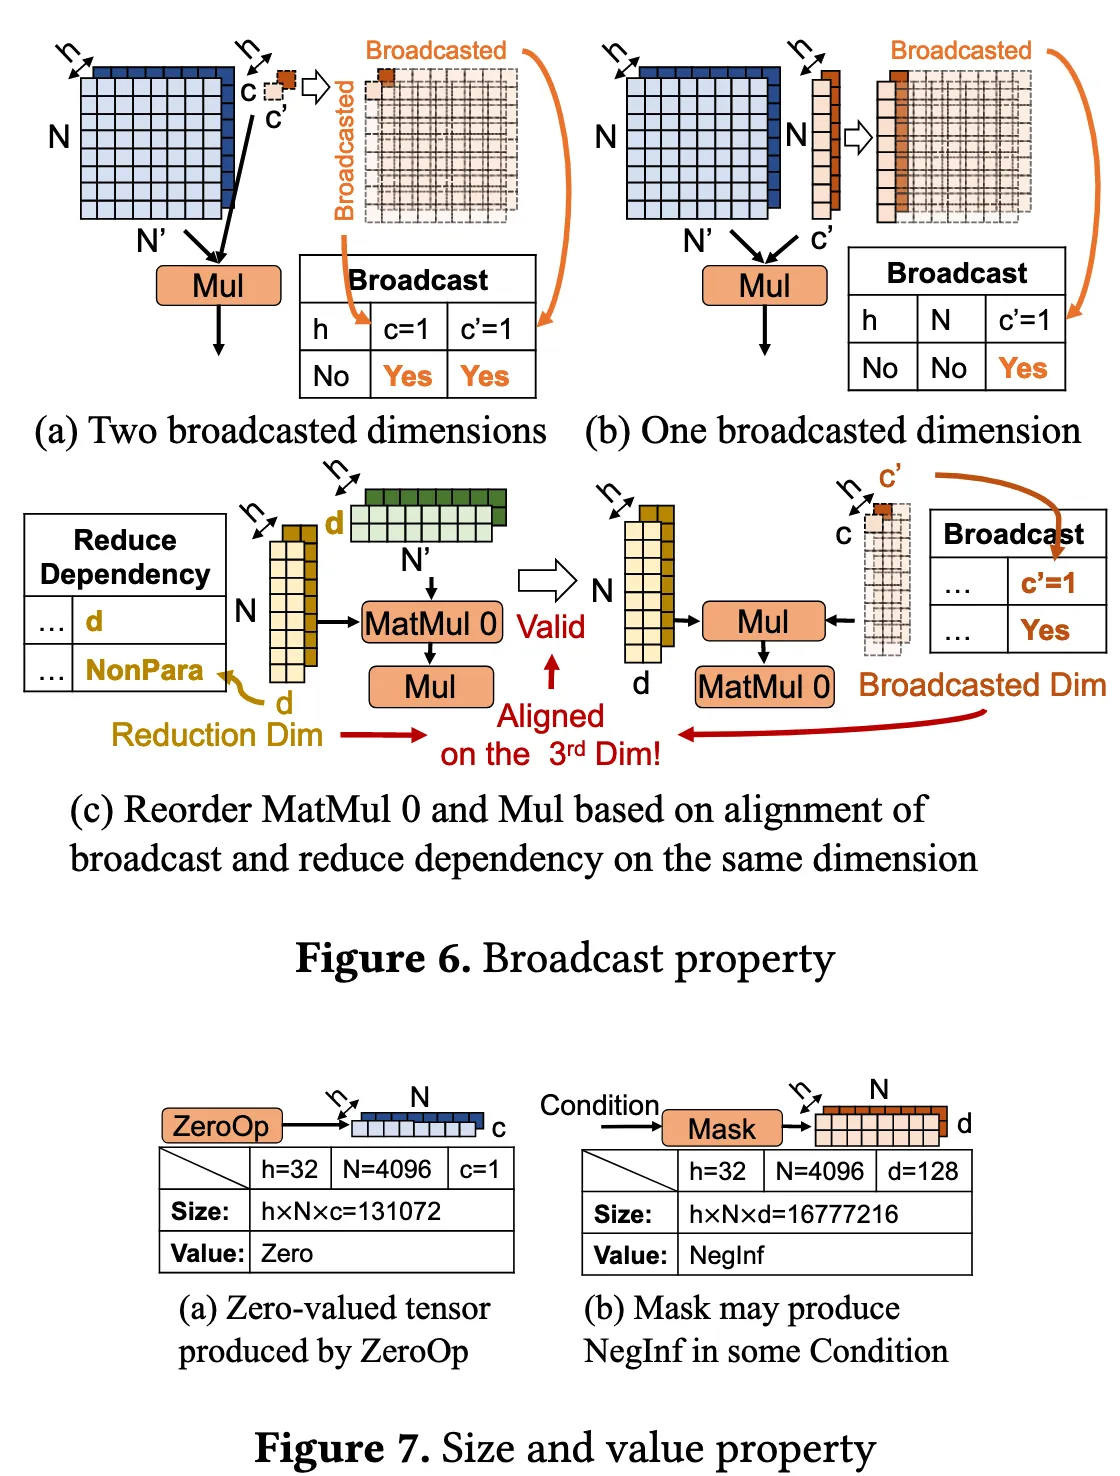 h
h
Broadcasted
N
c
c'
Broadcasted
N’
Mul
Broadcast
h
c=1
c’=1
No
Yes
Yes
(a) Two broadcasted dimensions
h
h
Broadcasted
N
N
N’
c’
Mul
Broadcast
h
N
c’=1
No
No
Yes
(b) One broadcasted dimension
Reduce
Dependency
... d
... NonPara
h
h
d
N’
N
d
MatMul 0
Mul
Reduction Dim
Valid
Aligned
on the 3rd Dim!
h
N
d
Mul
MatMul 0
h
c’
c
Broadcast
... c’=1
... Yes
Broadcasted Dim
(c) Reorder MatMul 0 and Mul based on alignment of
broadcast and reduce dependency on the same dimension
Figure 6. Broadcast property
ZeroOp
h
N
c
h=32 N=4096 c=1
Size: h×N×c=131072
Value: Zero
(a) Zero-valued tensor
produced by ZeroOp
Condition
Mask
h
N
d
h=32 N=4096 d=128
Size: h×N×d=16777216
Value: NegInf
(b) Mask may produce
NegInf in some Condition
Figure 7. Size and value property